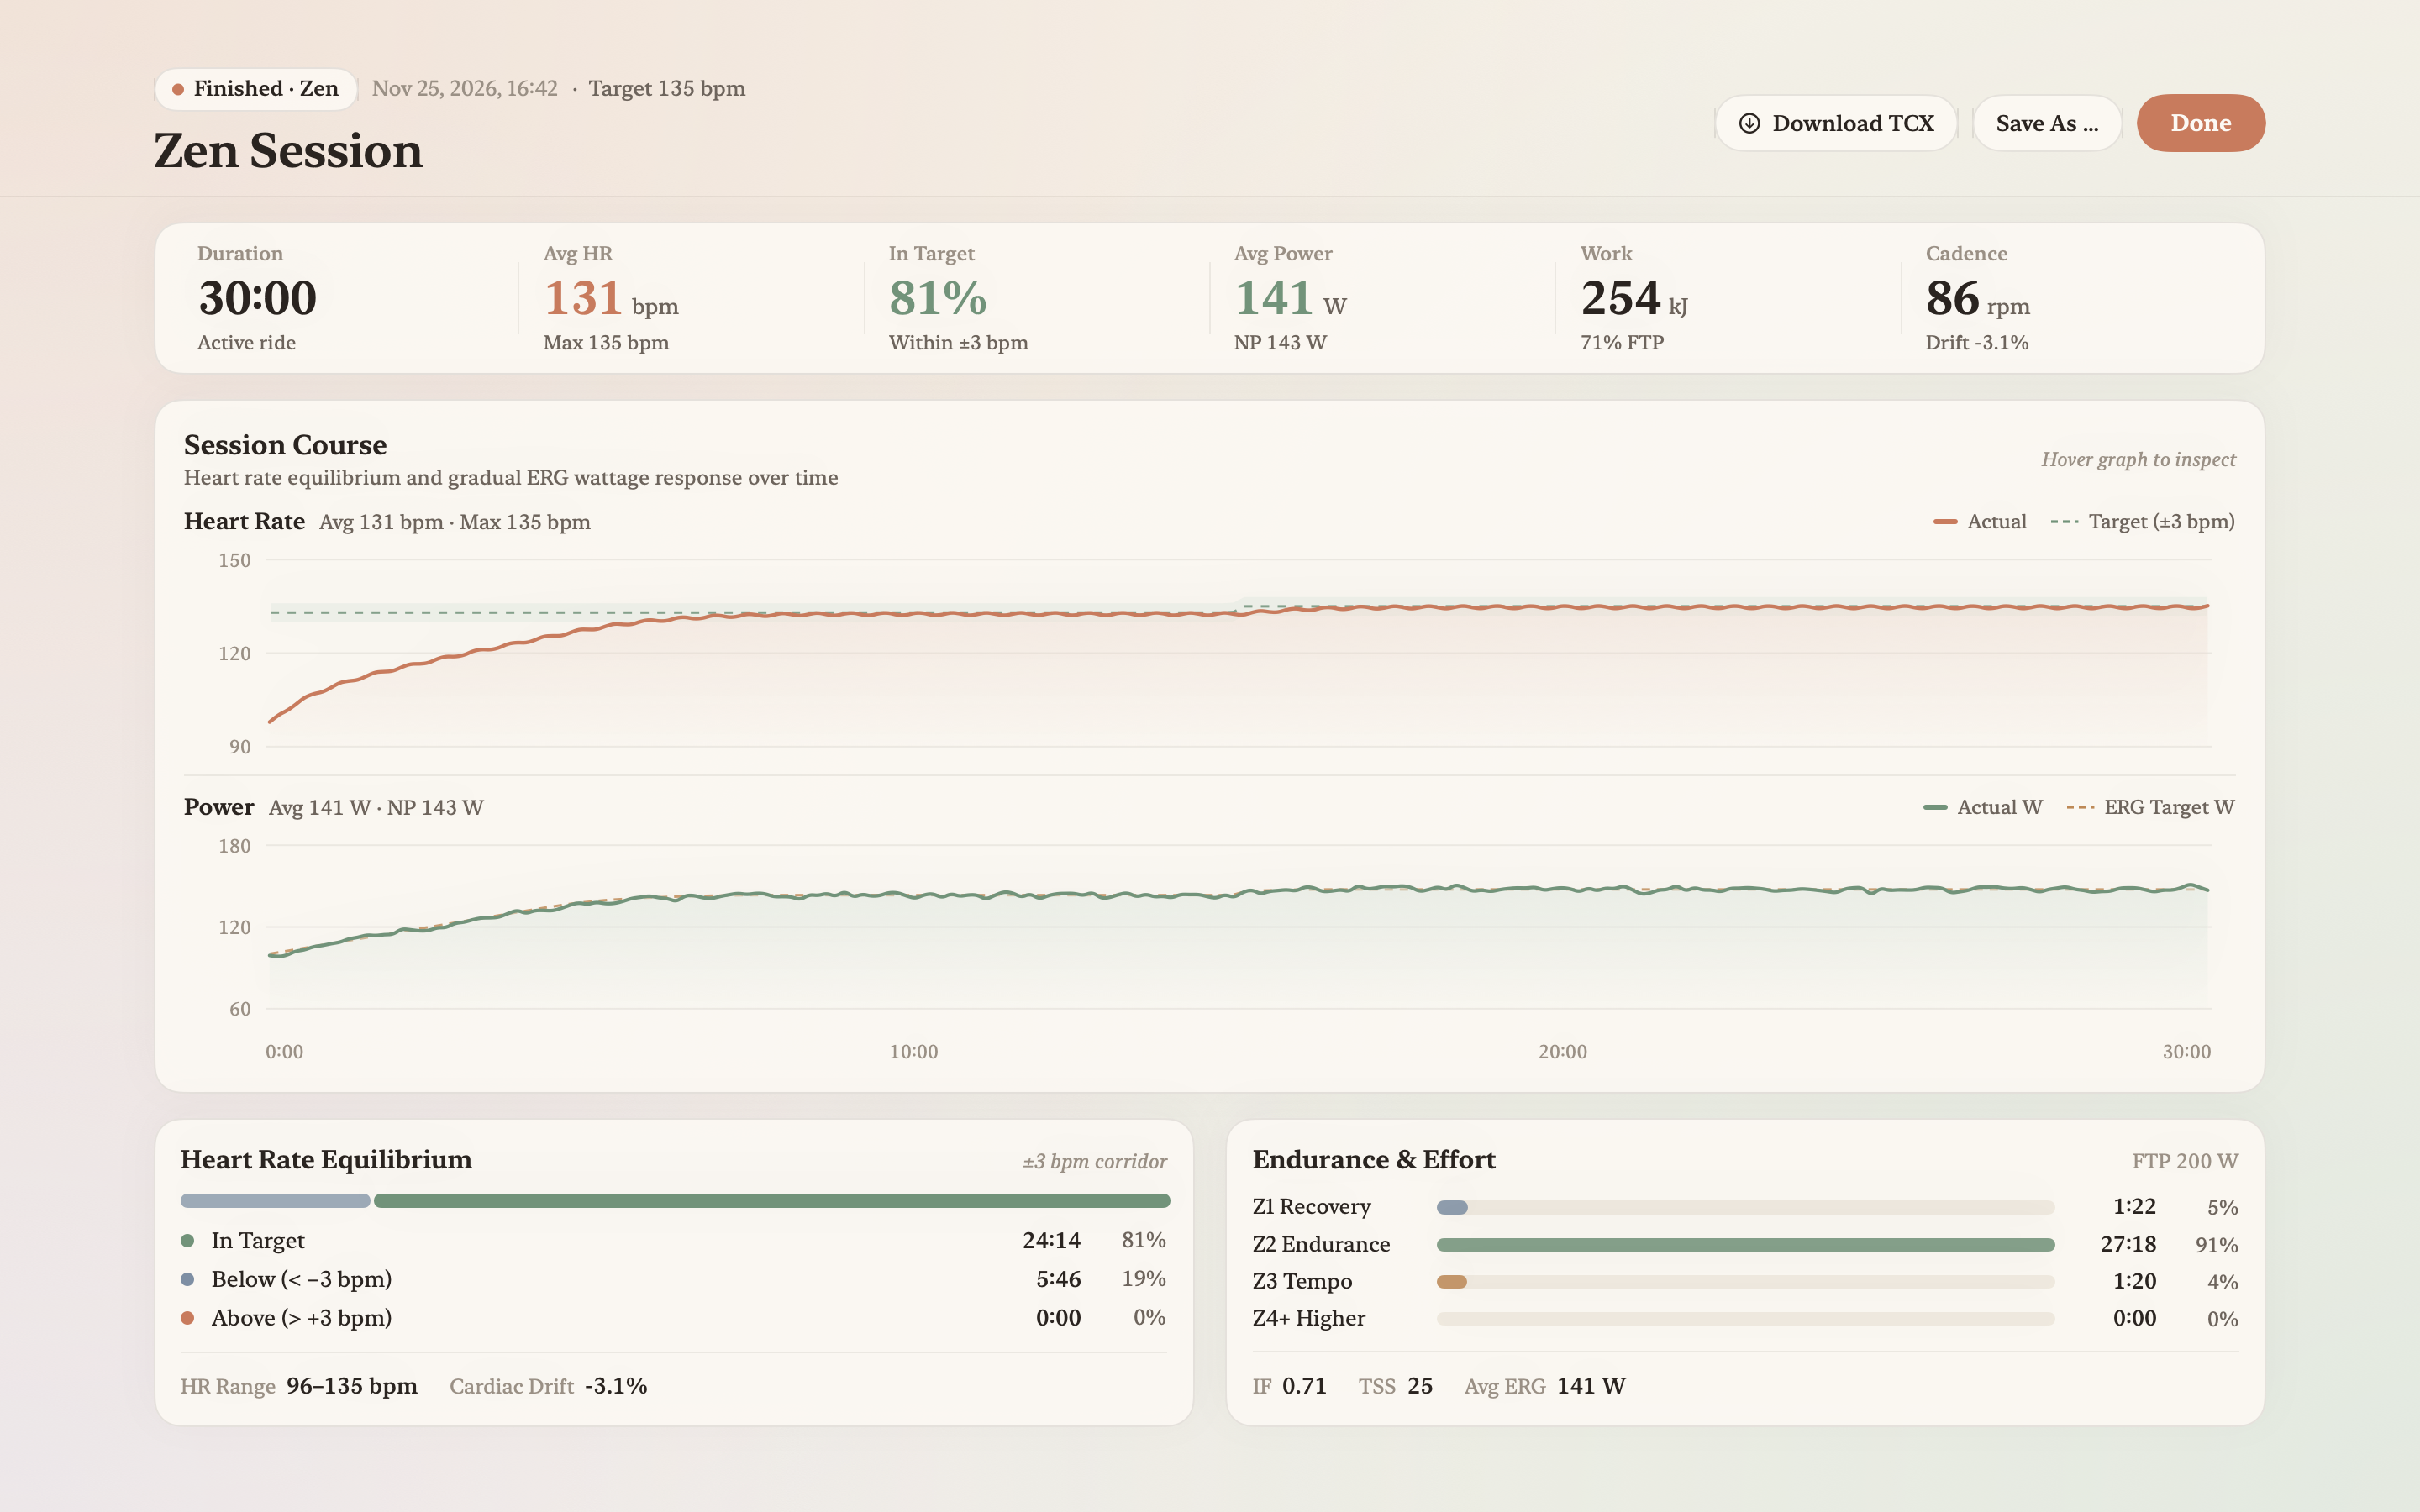 Finished · Zen Nov 25, 2026, 16:42 · Target 135 bpm
Zen Session
Download TCX Save As ... Done
Duration Avg HR In Target Avg Power Work Cadence
30:00 131 bpm 81% 141 W 254 kJ 86 rpm
Active ride Max 135 bpm Within ±3 bpm NP 143 W 71% FTP Drift -3.1%
Session Course
Heart rate equilibrium and gradual ERG wattage response over time
Hover graph to inspect
Heart Rate Avg 131 bpm · Max 135 bpm Actual Target (±3 bpm)
150
120
90
Power Avg 141 W · NP 143 W Actual W ERG Target W
180
120
60
0:00 10:00 20:00 30:00
Heart Rate Equilibrium ±3 bpm corridor
In Target 24:14 81%
Below (< −3 bpm) 5:46 19%
Above (> +3 bpm) 0:00 0%
HR Range 96–135 bpm Cardiac Drift -3.1%
Endurance & Effort FTP 200 W
Z1 Recovery 1:22 5%
Z2 Endurance 27:18 91%
Z3 Tempo 1:20 4%
Z4+ Higher 0:00 0%
IF 0.71 TSS 25 Avg ERG 141 W